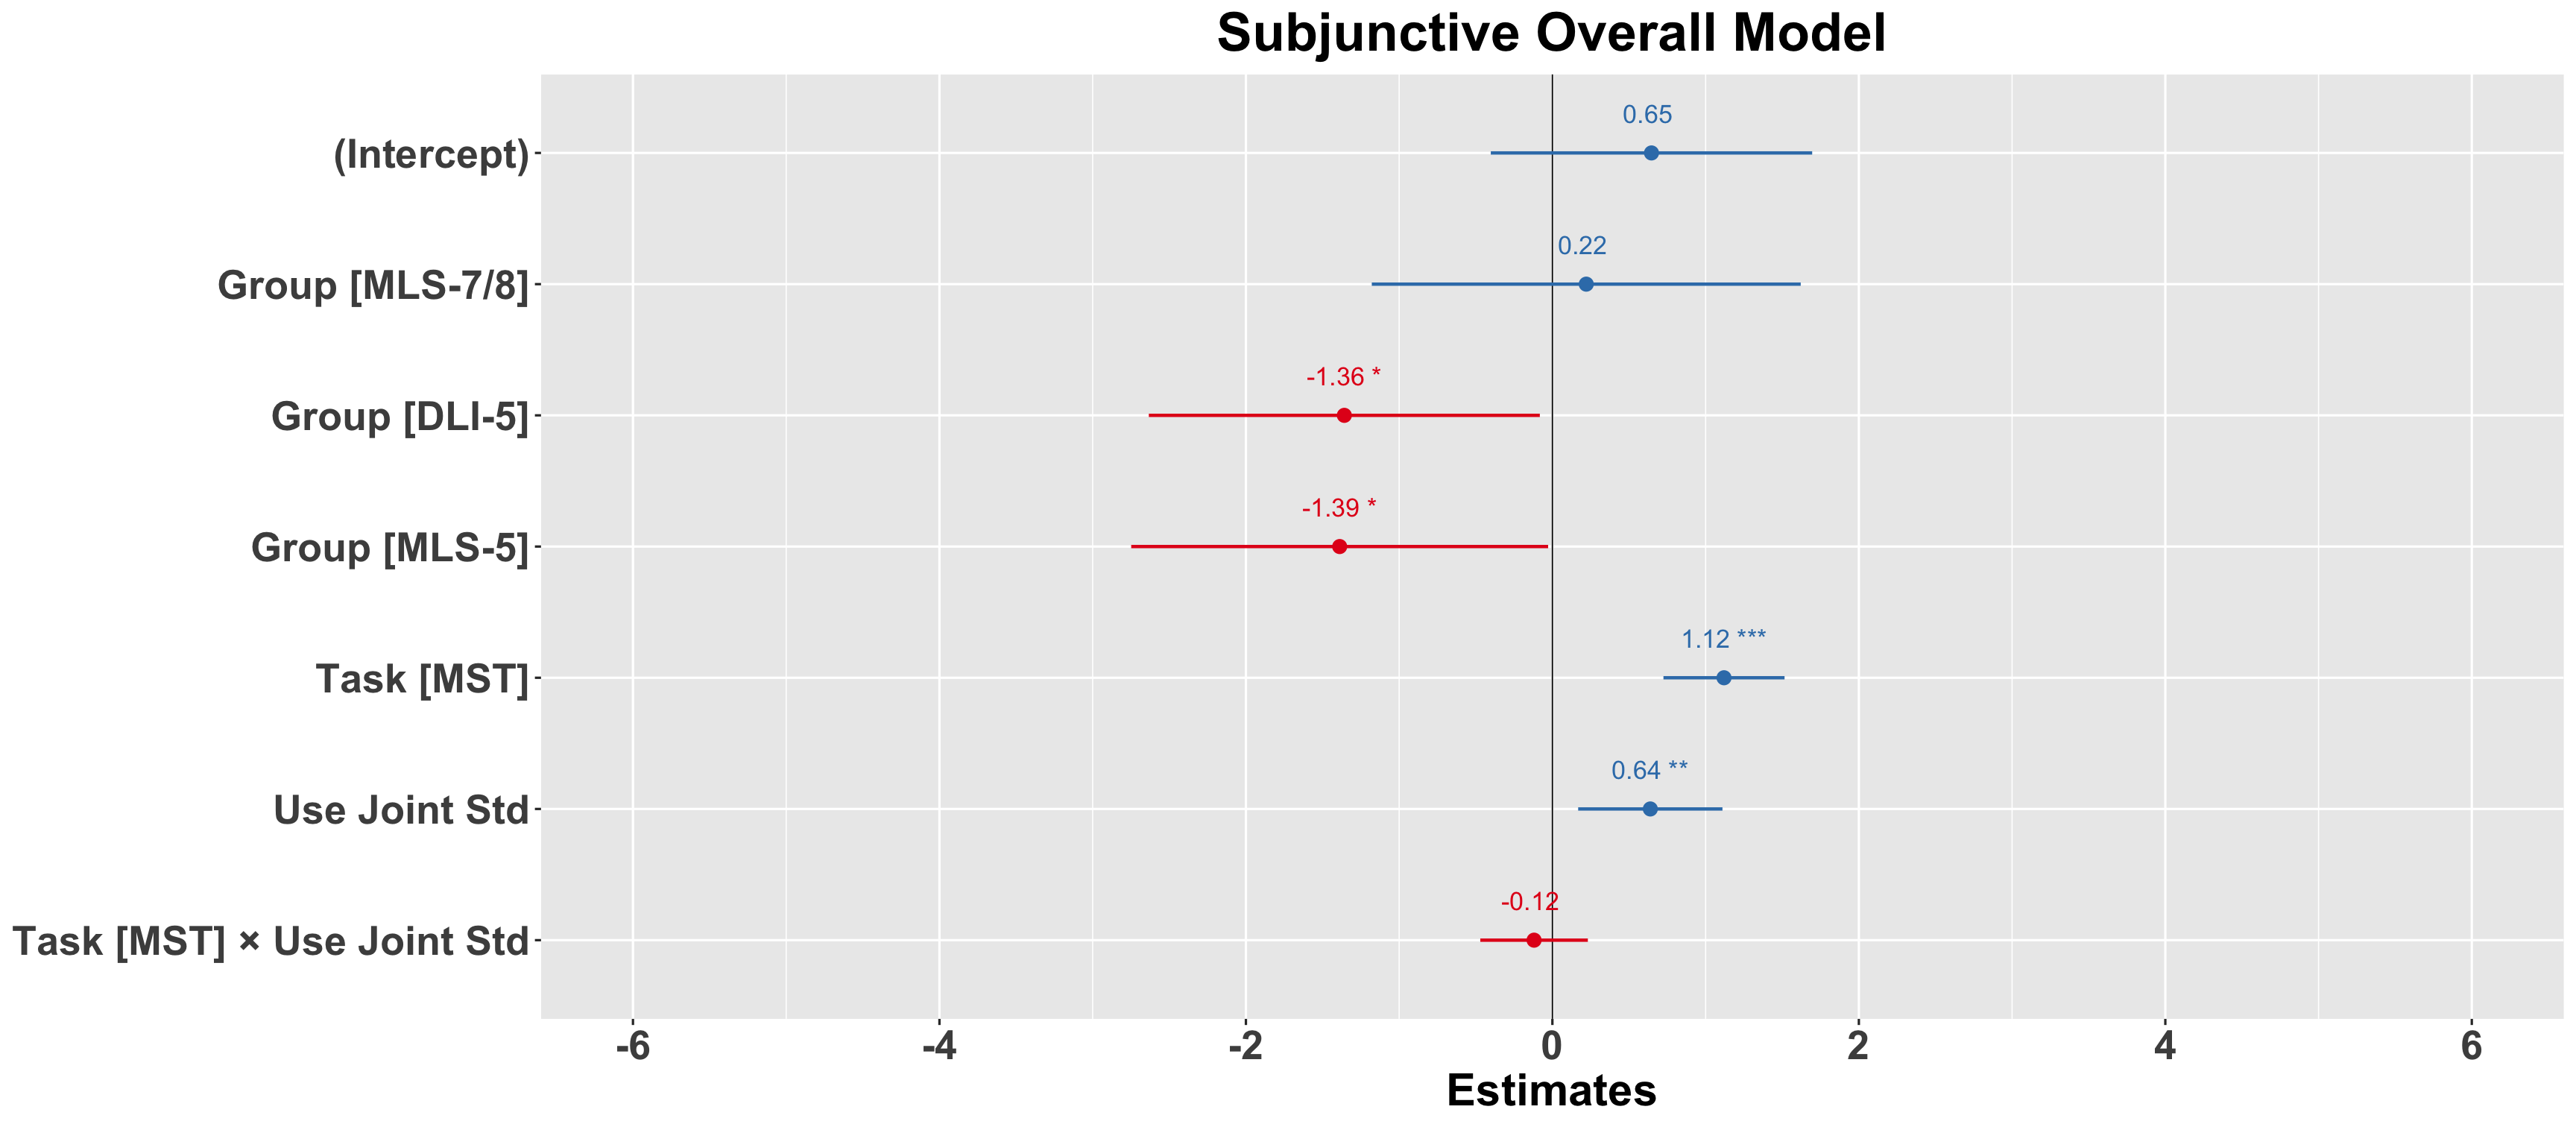 Subjunctive Overall Model
(Intercept)
0.65
Group [MLS-7/8]
0.22
Group [DLI-5]
-1.36 *
Group [MLS-5]
-1.39 *
Task [MST]
1.12 ***
Use Joint Std
0.64 **
Task [MST] × Use Joint Std
-0.12
-6 -4 -2 0 2 4 6
Estimates